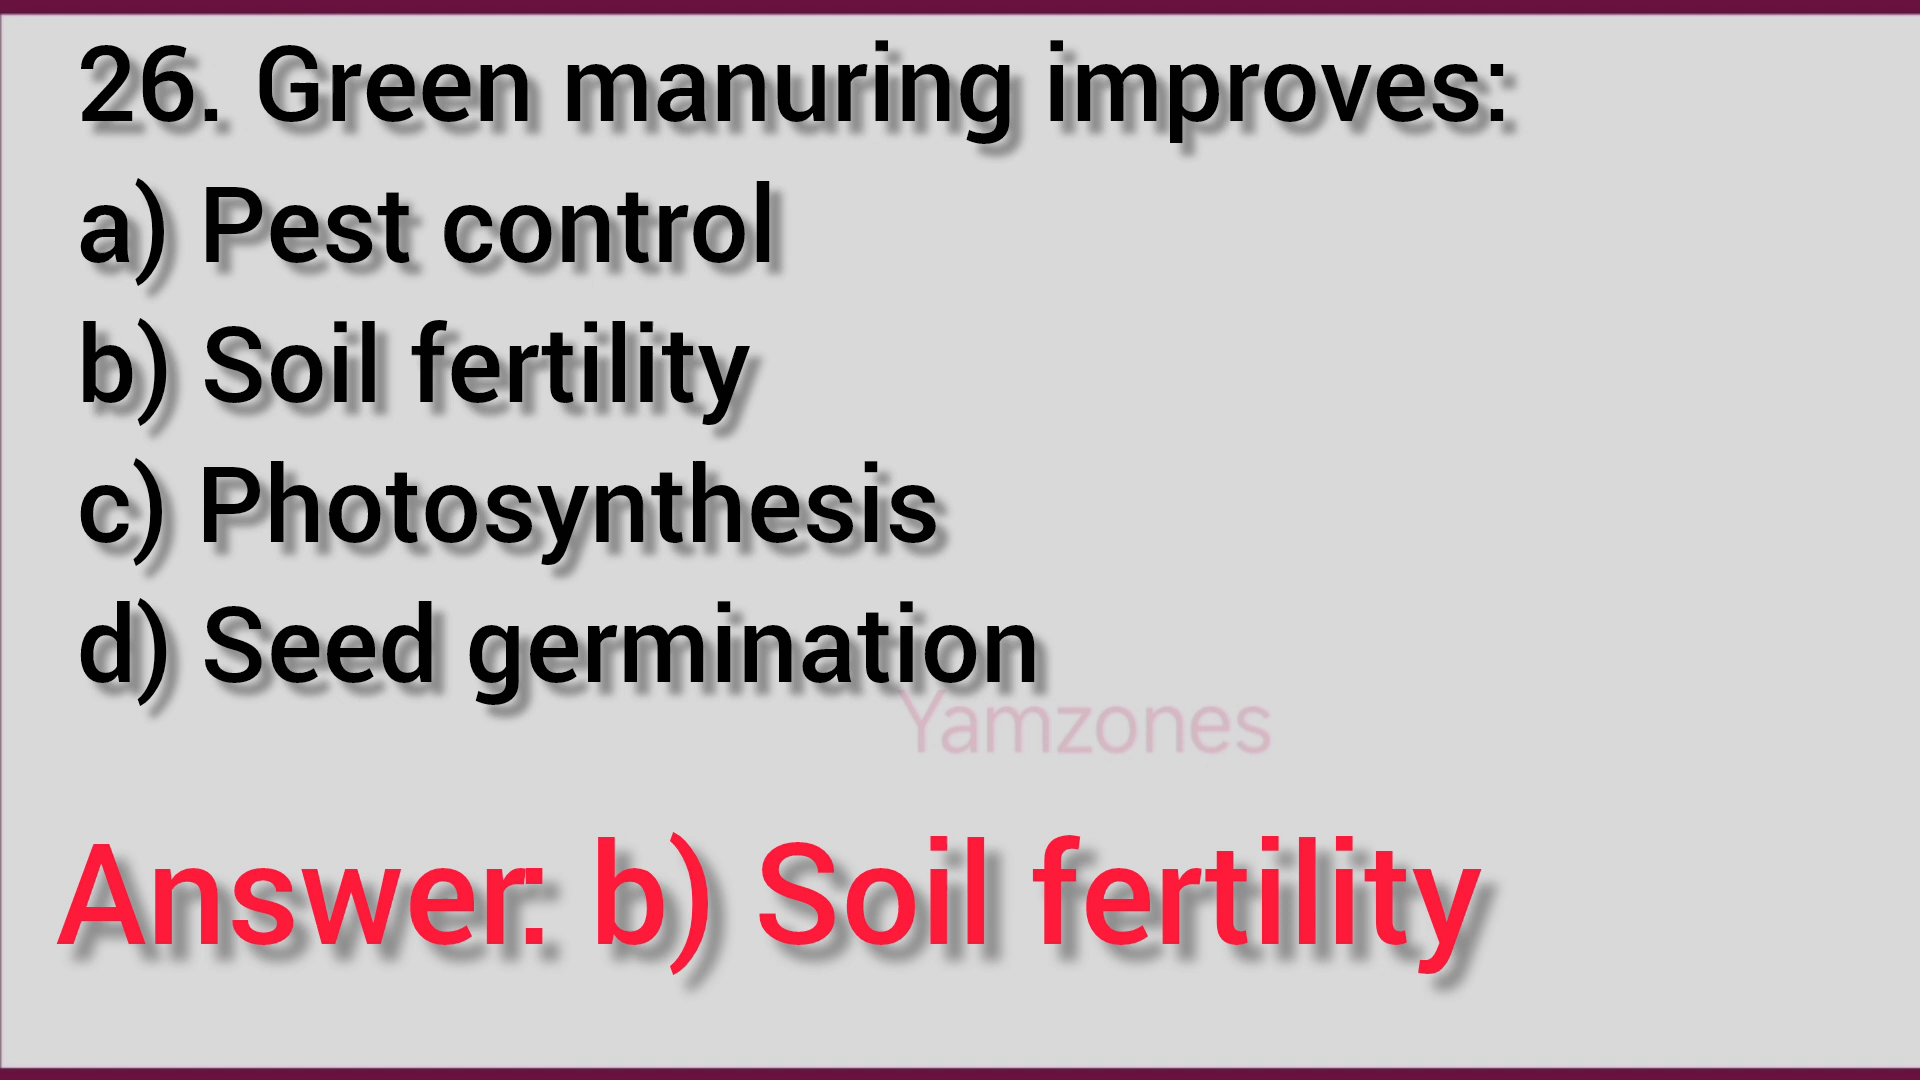 26. Green manuring improves:
a) Pest control
b) Soil fertility
c) Photosynthesis
d) Seed germination
Yamzones
Answer: b) Soil fertility